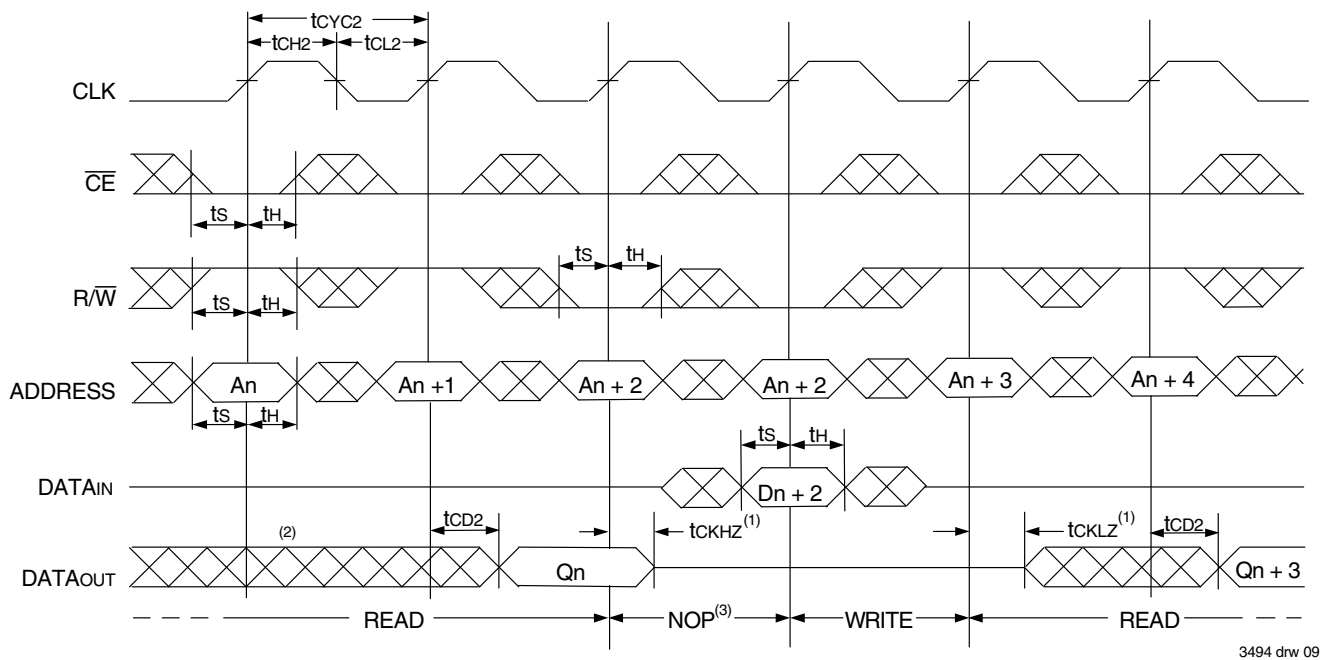 tCYC2
tCH2 tCL2
CLK
CE
tS tH
tS tH
R/W
tS tH
ADDRESS An An +1 An + 2 An + 2 An + 3 An + 4
tS tH
tS tH
DATAIN Dn + 2
tCD2 tCKHZ(1) tCKLZ(1) tCD2
(2)
DATAOUT Qn Qn + 3
READ NOP(3) WRITE READ
3494 drw 09